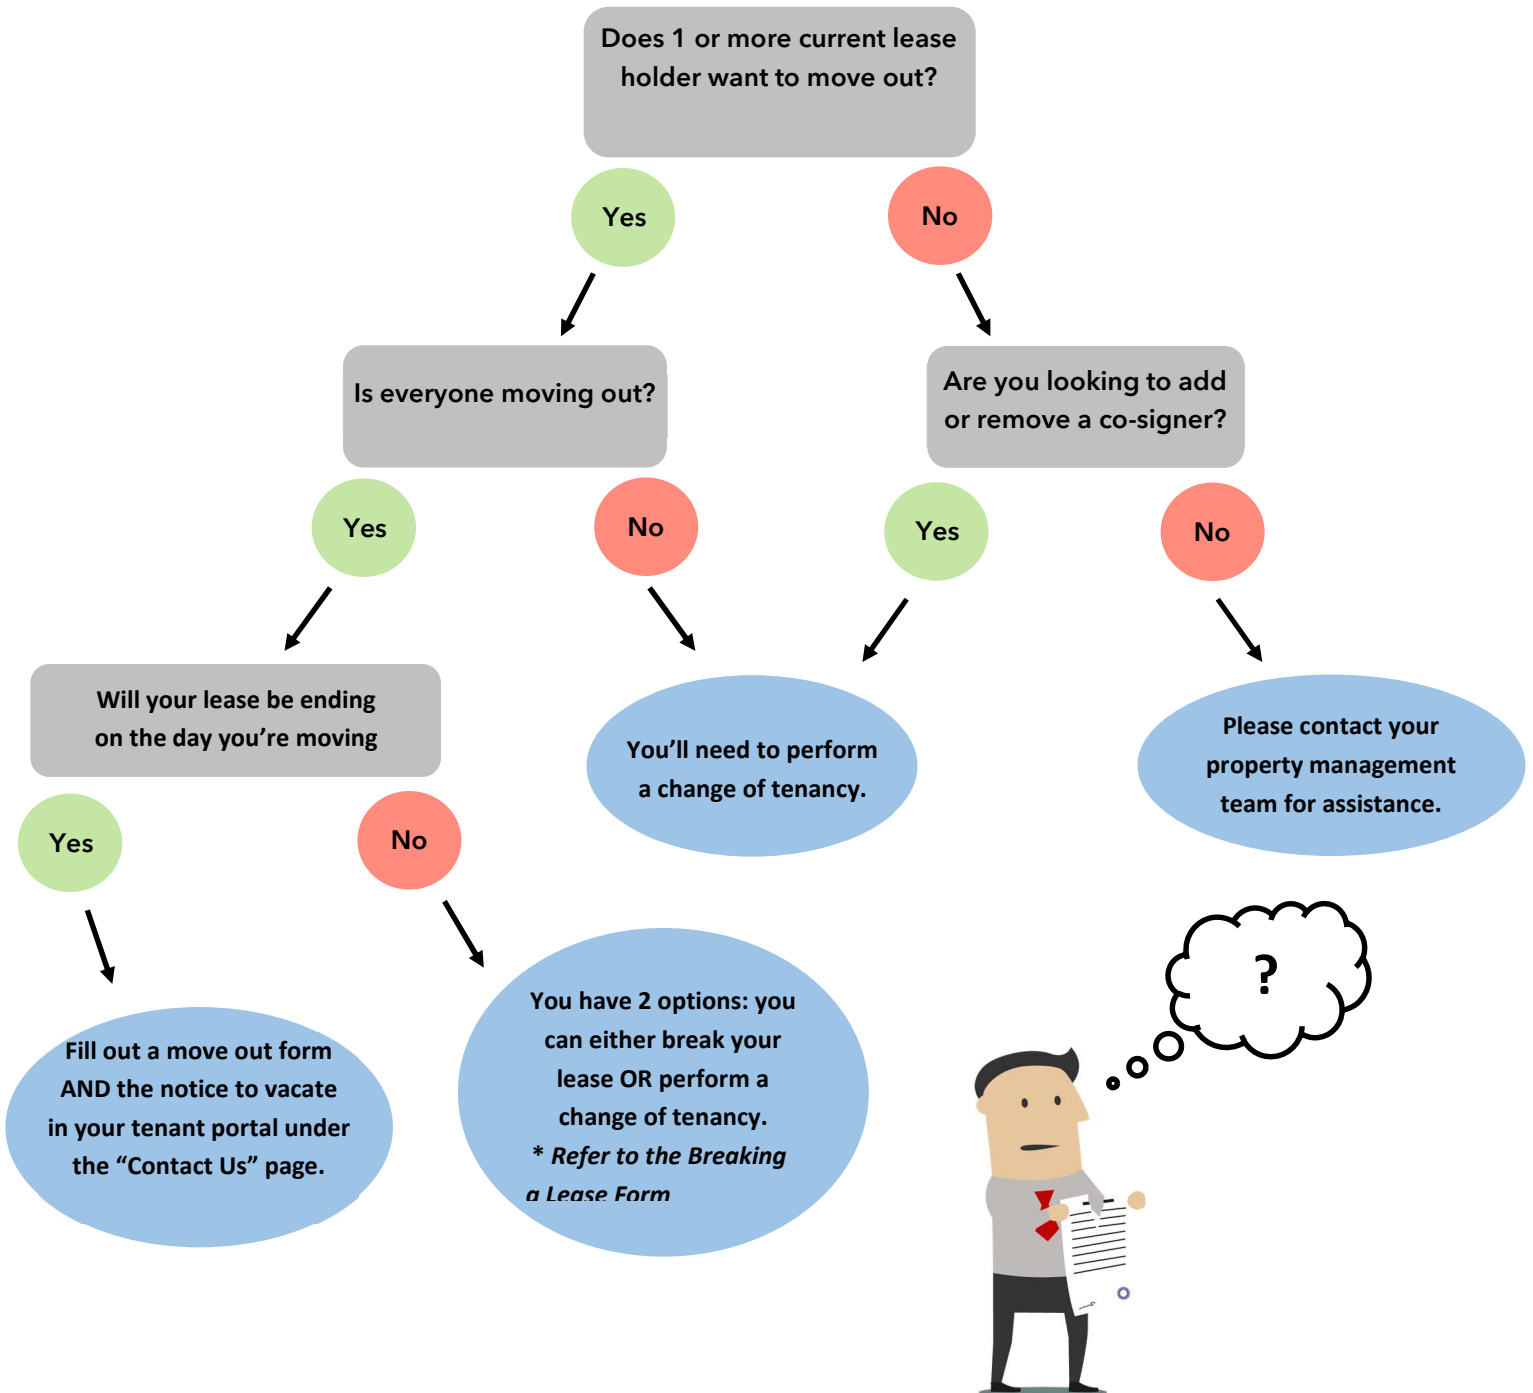 Does 1 or more current lease
holder want to move out?
Yes
No
Is everyone moving out?
Are you looking to add
or remove a co-signer?
Yes
No
Yes
No
Will your lease be ending
on the day you’re moving
You’ll need to perform
a change of tenancy.
Please contact your
property management
team for assistance.
Yes
No
Fill out a move out form
AND the notice to vacate
in your tenant portal under
the “Contact Us” page.
You have 2 options: you
can either break your
lease OR perform a
change of tenancy.
* Refer to the Breaking
a Lease Form
?